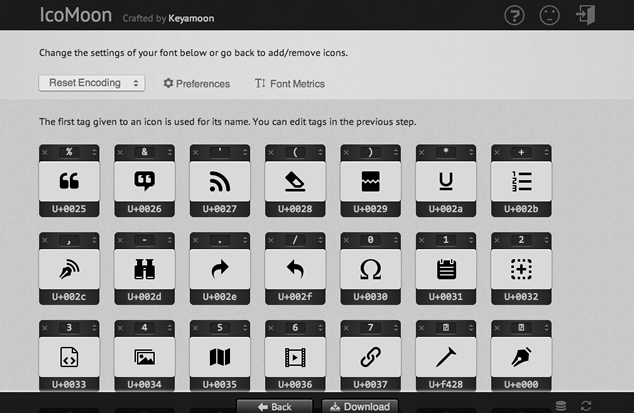 IcoMoon Crafted by Keyamoon
Change the settings of your font below or go back to add/remove icons.
Reset Encoding Preferences Font Metrics
The first tag given to an icon is used for its name. You can edit tags in the previous step.
% & ' ( ) * +
U+0025 U+0026 U+0027 U+0028 U+0029 U+002a U+002b
, - . / 0 1 2
U+002c U+002d U+002e U+002f U+0030 U+0031 U+0032
3 4 5 6 7
U+0033 U+0034 U+0035 U+0036 U+0037 U+f428 U+e000
Back Download